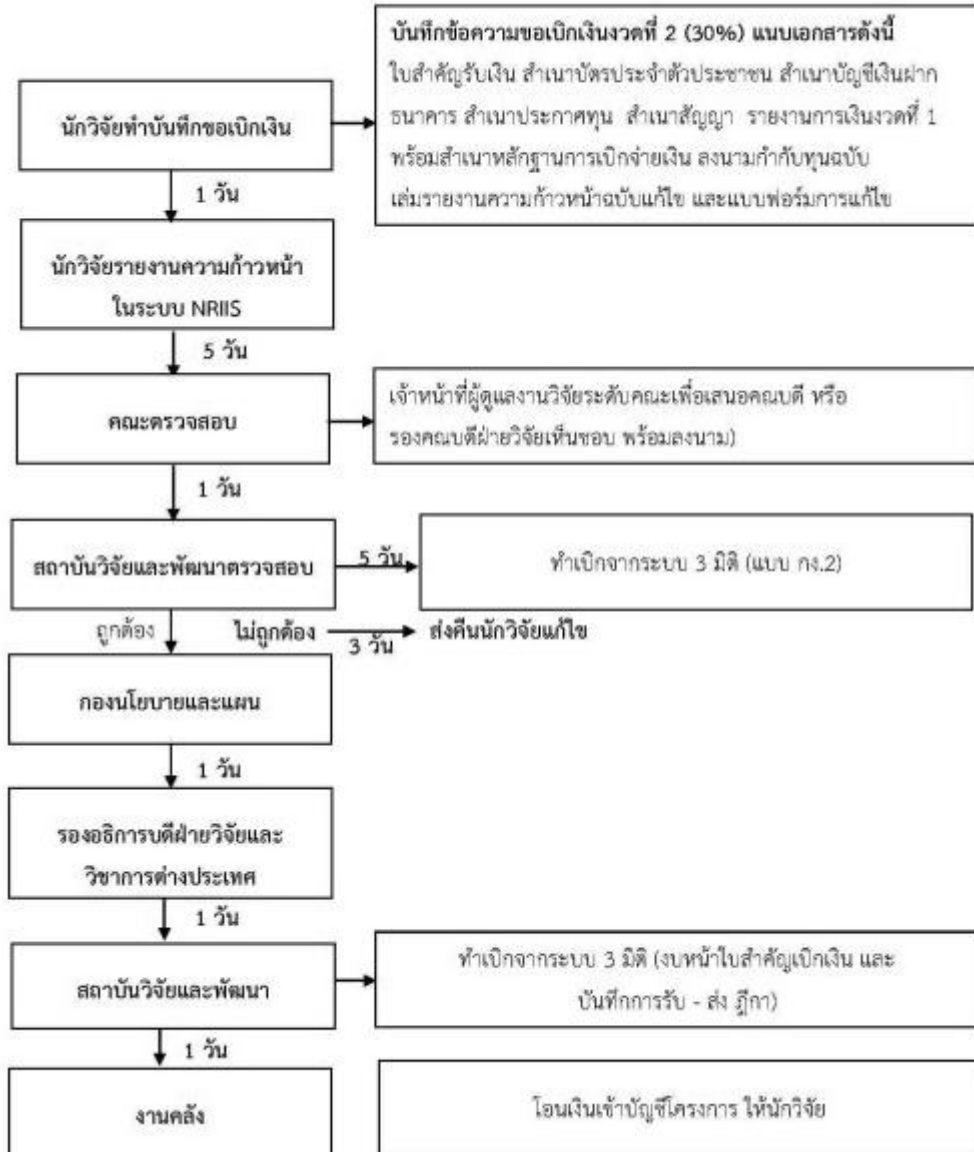 บันทึกข้อความขอเบิกเงินงวดที่ 2 (30%) แนบเอกสารดังนี้
ใบสำคัญรับเงิน สำเนาบัตรประจำตัวประชาชน สำเนาบัญชีเงินฝาก
ธนาคาร สำเนาประกาศทุน สำเนาสัญญา รายงานการเงินงวดที่ 1
พร้อมสำเนาหลักฐานการเบิกจ่ายเงิน ลงนามกำกับทุนฉบับ
เล่มรายงานความก้าวหน้าฉบับแก้ไข และแบบฟอร์มการแก้ไข
นักวิจัยทำบันทึกขอเบิกเงิน
1 วัน
นักวิจัยรายงานความก้าวหน้า
ในระบบ NRIIS
5 วัน
คณะตรวจสอบ
เจ้าหน้าที่ผู้ดูแลงานวิจัยระดับคณะเพื่อเสนอคณบดี หรือ
รองคณบดีฝ่ายวิจัยเห็นชอบ พร้อมลงนาม)
1 วัน
สถาบันวิจัยและพัฒนาตรวจสอบ
5 วัน
ทำเบิกจากระบบ 3 มิติ (แบบ กง.2)
ถูกต้อง
ไม่ถูกต้อง
3 วัน
ส่งคืนนักวิจัยแก้ไข
กองนโยบายและแผน
1 วัน
รองอธิการบดีฝ่ายวิจัยและ
วิชาการต่างประเทศ
1 วัน
สถาบันวิจัยและพัฒนา
ทำเบิกจากระบบ 3 มิติ (งบหน้าใบสำคัญเบิกเงิน และ
บันทึกการรับ - ส่ง ฎีกา)
1 วัน
งานคลัง
โอนเงินเข้าบัญชีโครงการ ให้นักวิจัย